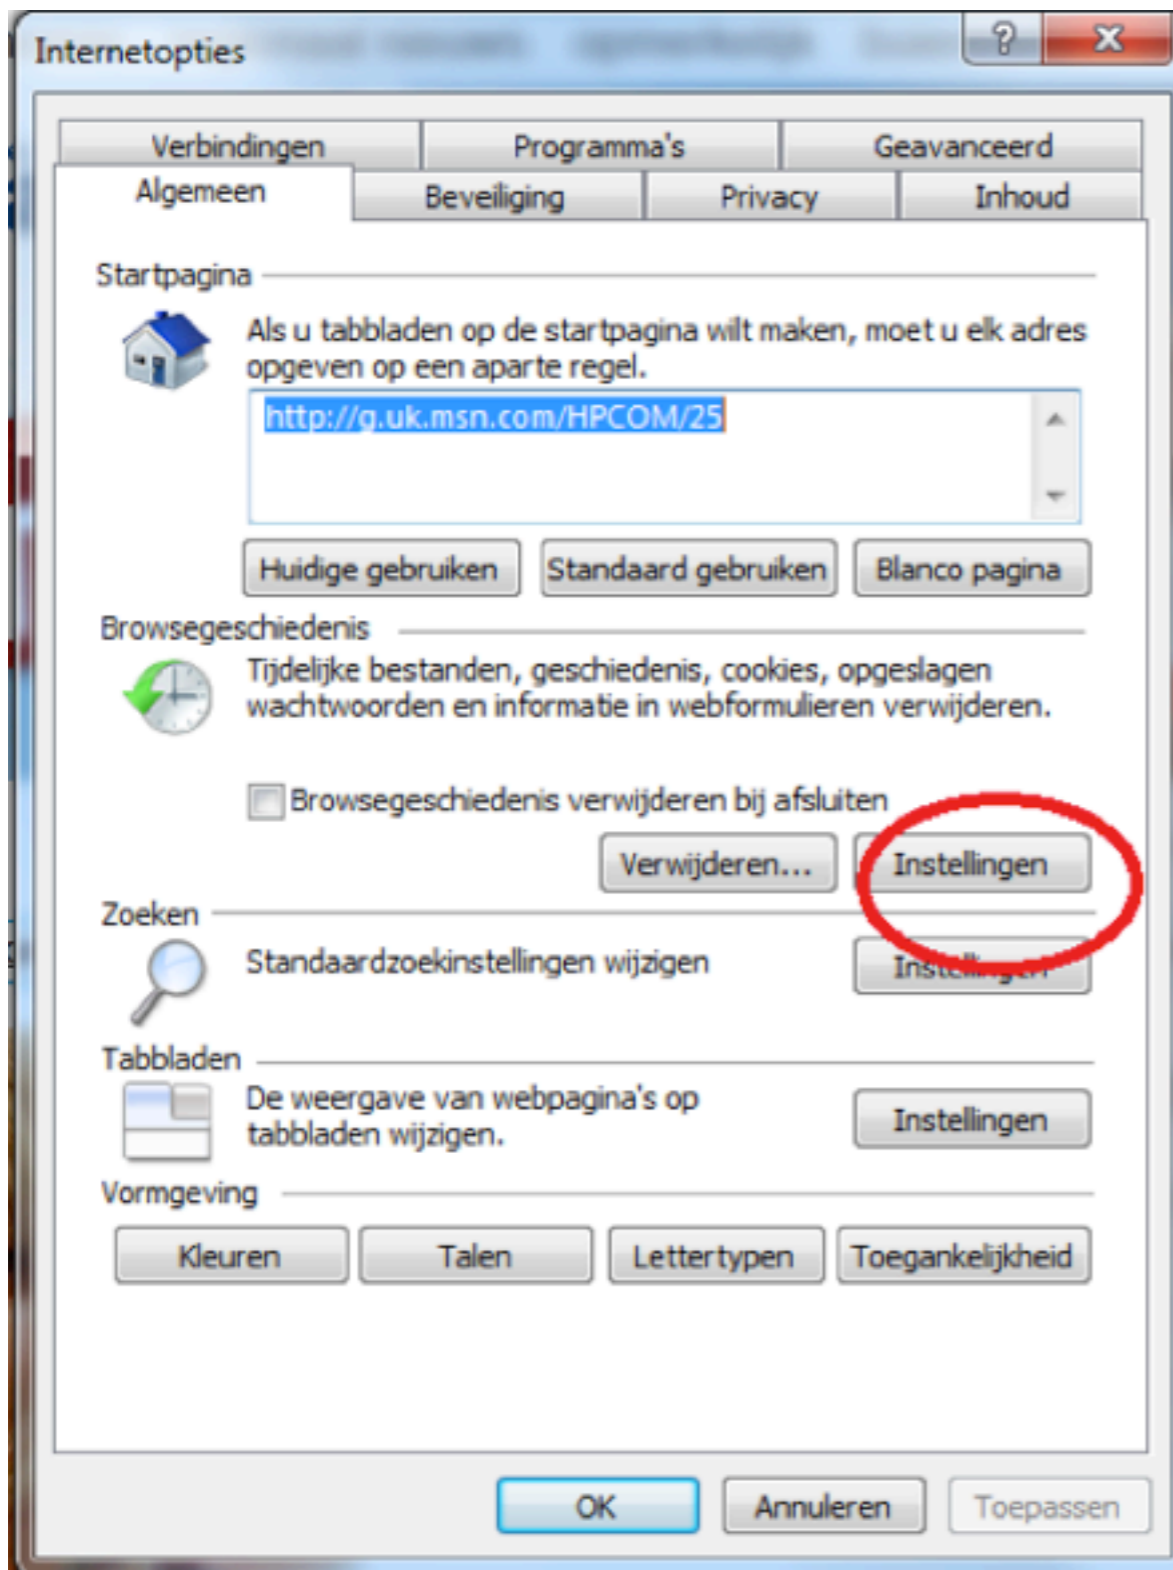 Internetopties
Verbindingen Programma's Geavanceerd
Algemeen Beveiliging Privacy Inhoud
Startpagina
Als u tabbladen op de startpagina wilt maken, moet u elk adres
opgeven op een aparte regel.
http://g.uk.msn.com/HPCOM/25
Huidige gebruiken Standaard gebruiken Blanco pagina
Browsegeschiedenis
Tijdelijke bestanden, geschiedenis, cookies, opgeslagen
wachtwoorden en informatie in webformulieren verwijderen.
Browsegeschiedenis verwijderen bij afsluiten
Verwijderen... Instellingen
Zoeken
Standaardzoekinstellingen wijzigen Instellingen
Tabbladen
De weergave van webpagina's op
tabbladen wijzigen.
Instellingen
Vormgeving
Kleuren Talen Lettertypen Toegankelijkheid
OK Annuleren Toepassen